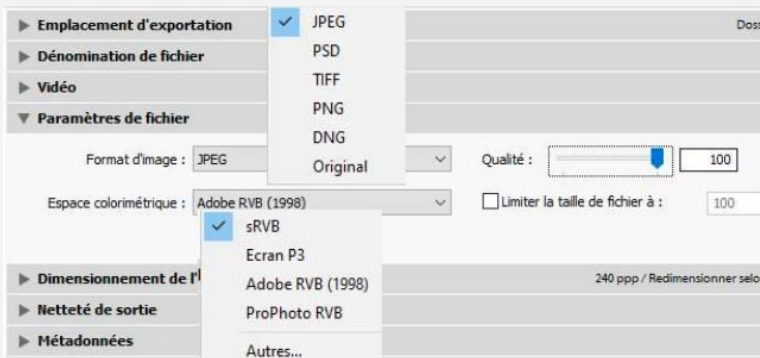 ▶ Emplacement d'exportation
JPEG
Doss
PSD
▶ Dénomination de fichier
TIFF
▶ Vidéo
PNG
▼ Paramètres de fichier
DNG
Format d'image : JPEG
Original
Qualité :
100
Espace colorimétrique : Adobe RVB (1998)
Limiter la taille de fichier à :
100
sRVB
Ecran P3
▶ Dimensionnement de l'
Adobe RVB (1998)
240 ppp / Redimensionner selo
▶ Netteté de sortie
ProPhoto RVB
▶ Métadonnées
Autres...